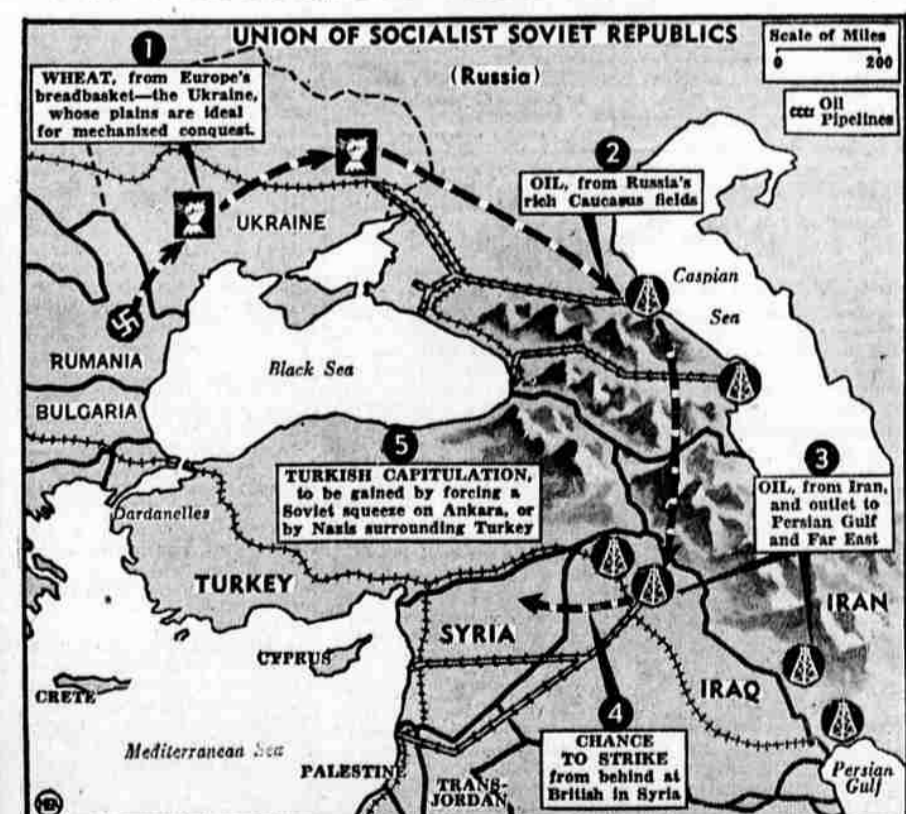 UNION OF SOCIALIST SOVIET REPUBLICS
(Russia)
Scale of Miles
0 200
Oil
Pipelines
1
WHEAT, from Europe's
breadbasket—the Ukraine,
whose plains are ideal
for mechanized conquest.
2
OIL, from Russia's
rich Caucasus fields
UKRAINE
Caspian
Sea
RUMANIA
Black Sea
BULGARIA
5
TURKISH CAPITULATION,
to be gained by forcing a
Soviet squeeze on Ankara, or
by Nazis surrounding Turkey
3
OIL, from Iran,
and outlet to
Persian Gulf
and Far East
Dardanelles
TURKEY
IRAN
SYRIA
CYPRUS
CRETE
IRAQ
4
CHANCE
TO STRIKE
from behind at
British in Syria
Mediterranean Sea
PALESTINE
TRANS-
JORDAN
Persian
Gulf
NEA